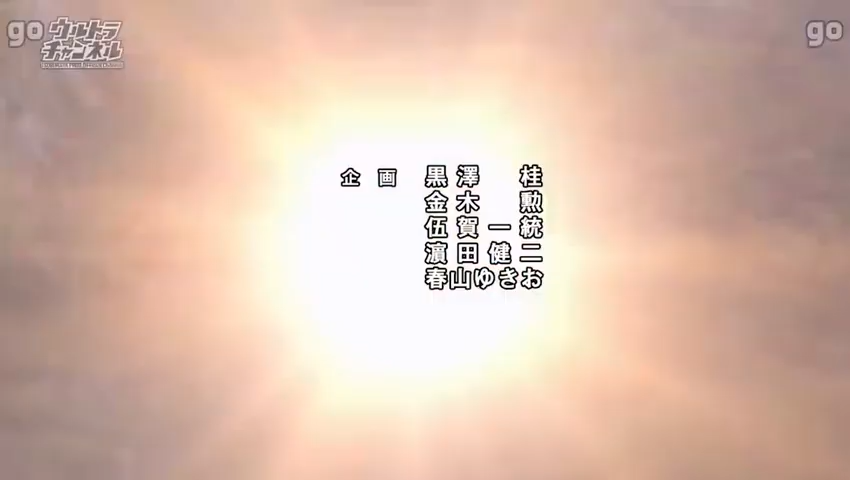 go ウルトラ
チャンネル
go
企画 黒澤 桂
金木 勲
伍賀一統
濵田健二
春山ゆきお